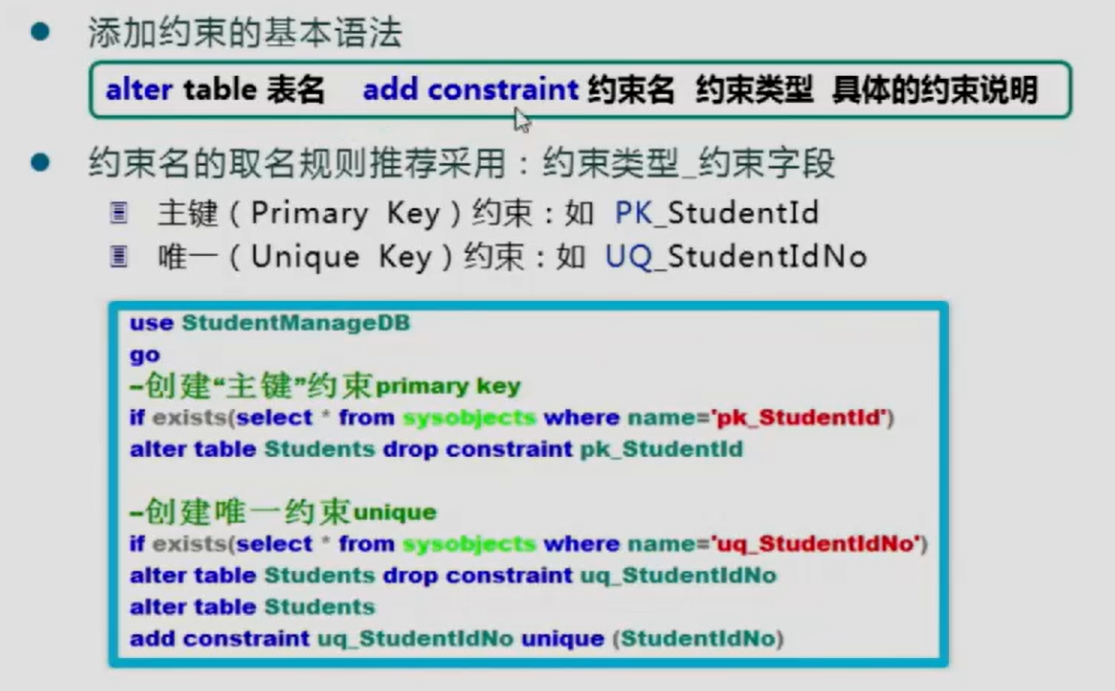 添加约束的基本语法
alter table 表名 add constraint 约束名 约束类型 具体的约束说明
约束名的取名规则推荐采用：约束类型_约束字段
主键（Primary Key）约束：如 PK_StudentId
唯一（Unique Key）约束：如 UQ_StudentIdNo
use StudentManageDB
go
--创建“主键”约束primary key
if exists(select * from sysobjects where name='pk_StudentId')
alter table Students drop constraint pk_StudentId
--创建唯一约束unique
if exists(select * from sysobjects where name='uq_StudentIdNo')
alter table Students drop constraint uq_StudentIdNo
alter table Students
add constraint uq_StudentIdNo unique (StudentIdNo)